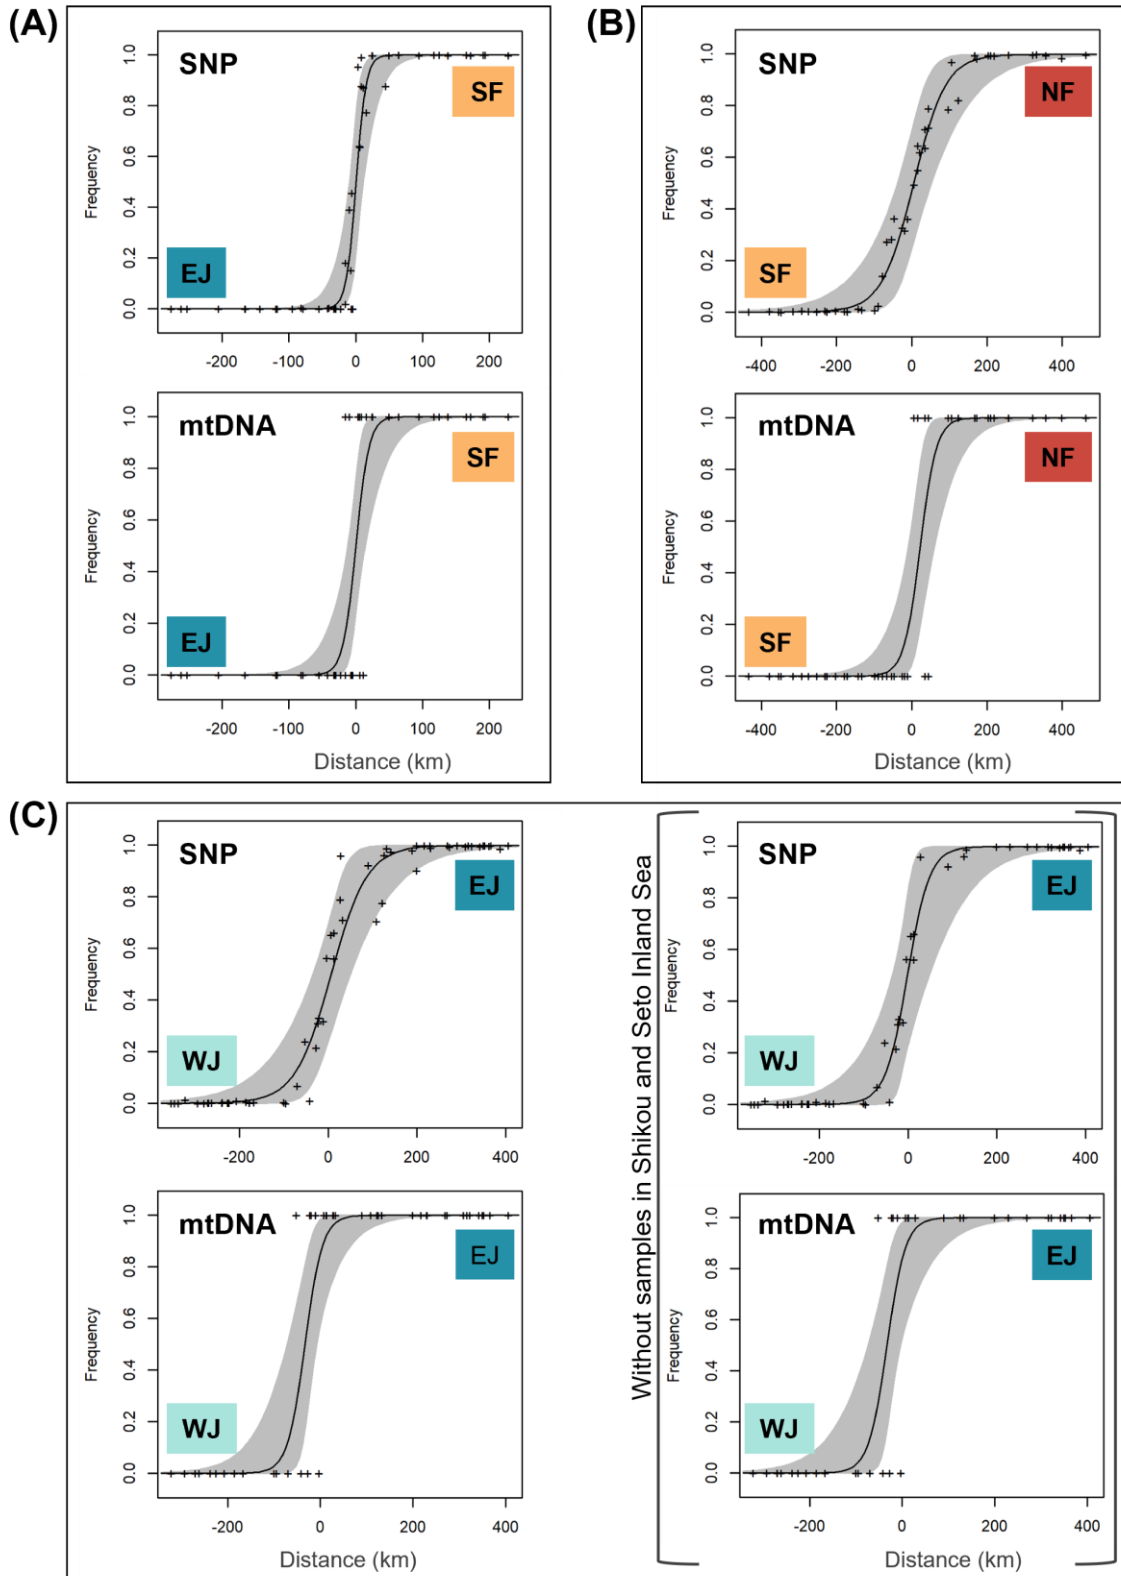 (A)
SNP
SF
EJ
Frequency
0.0 0.2 0.4 0.6 0.8 1.0
-200 -100 0 100 200
mtDNA
SF
EJ
Frequency
0.0 0.2 0.4 0.6 0.8 1.0
-200 -100 0 100 200
Distance (km)
(B)
SNP
NF
SF
Frequency
0.0 0.2 0.4 0.6 0.8 1.0
-400 -200 0 200 400
mtDNA
NF
SF
Frequency
0.0 0.2 0.4 0.6 0.8 1.0
-400 -200 0 200 400
Distance (km)
(C)
SNP
EJ
WJ
Frequency
0.0 0.2 0.4 0.6 0.8 1.0
-200 0 200 400
mtDNA
EJ
WJ
Frequency
0.0 0.2 0.4 0.6 0.8 1.0
-200 0 200 400
Distance (km)
Without samples in Shikou and Seto Inland Sea
SNP
EJ
WJ
Frequency
0.0 0.2 0.4 0.6 0.8 1.0
-200 0 200 400
mtDNA
EJ
WJ
Frequency
0.0 0.2 0.4 0.6 0.8 1.0
-200 0 200 400
Distance (km)